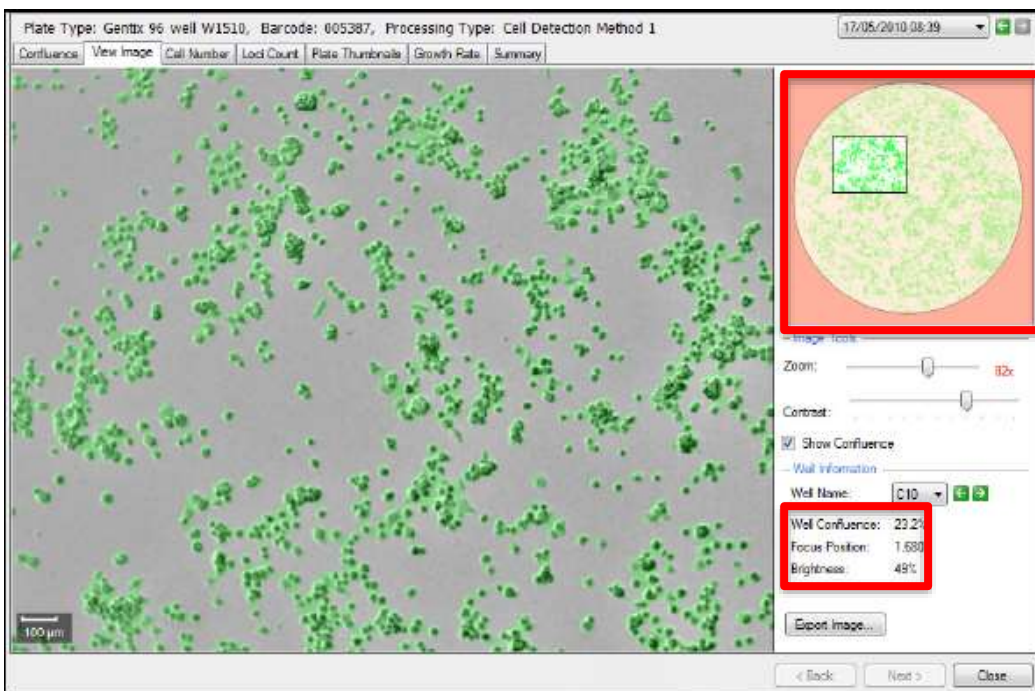 Plate Type: Gentix 96 well W1510, Barcode: 005387, Processing Type: Cell Detection Method 1
17/05/2010 08:39
Confluence View Image Cell Number Loci Count Plate Thumbnails Growth Rate Summary
Image Tools
Zoom: 82x
Contrast:
Show Confluence
Well Information
Well Name: C10
Well Confluence: 23.2%
Focus Position: 1.680
Brightness: 49%
Export Image...
100 µm
< Back Next > Close